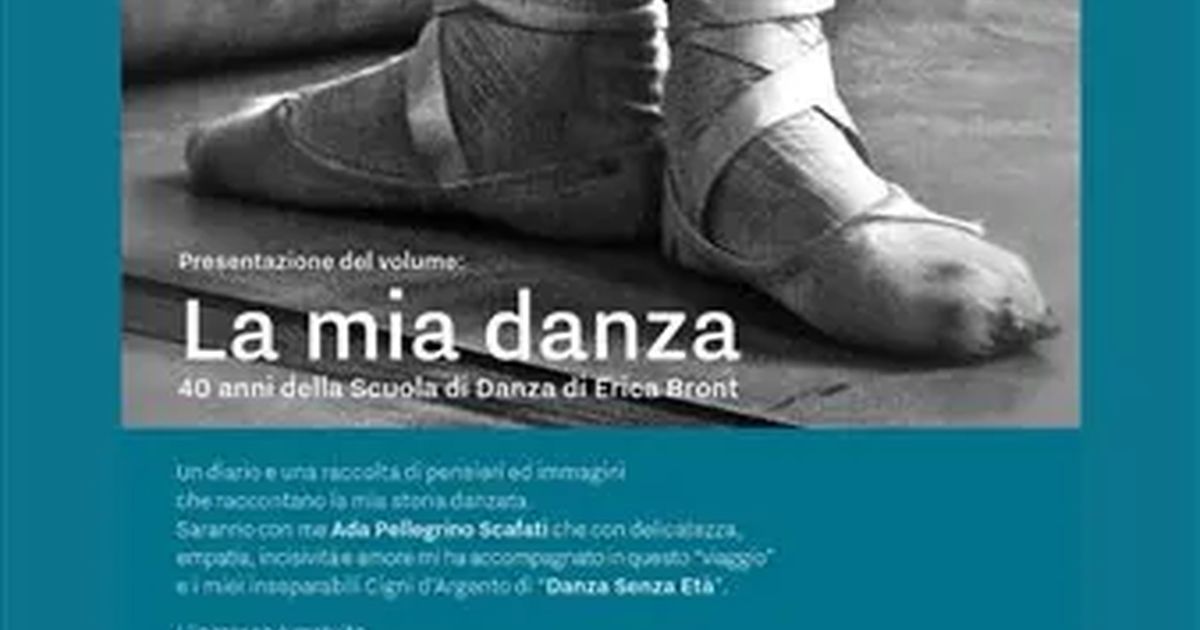 Presentazione del volume:
La mia danza
40 anni della Scuola di Danza di Erica Bront
Un diario e una raccolta di pensieri ed immagini
che raccontano la mia storia danzata.
Saranno con me Ada Pellegrino Scafati che con delicatezza,
empatia, incisività e amore mi ha accompagnato in questo "viaggio"
e i miei inseparabili Cigni d'Argento di "Danza Senza Età".